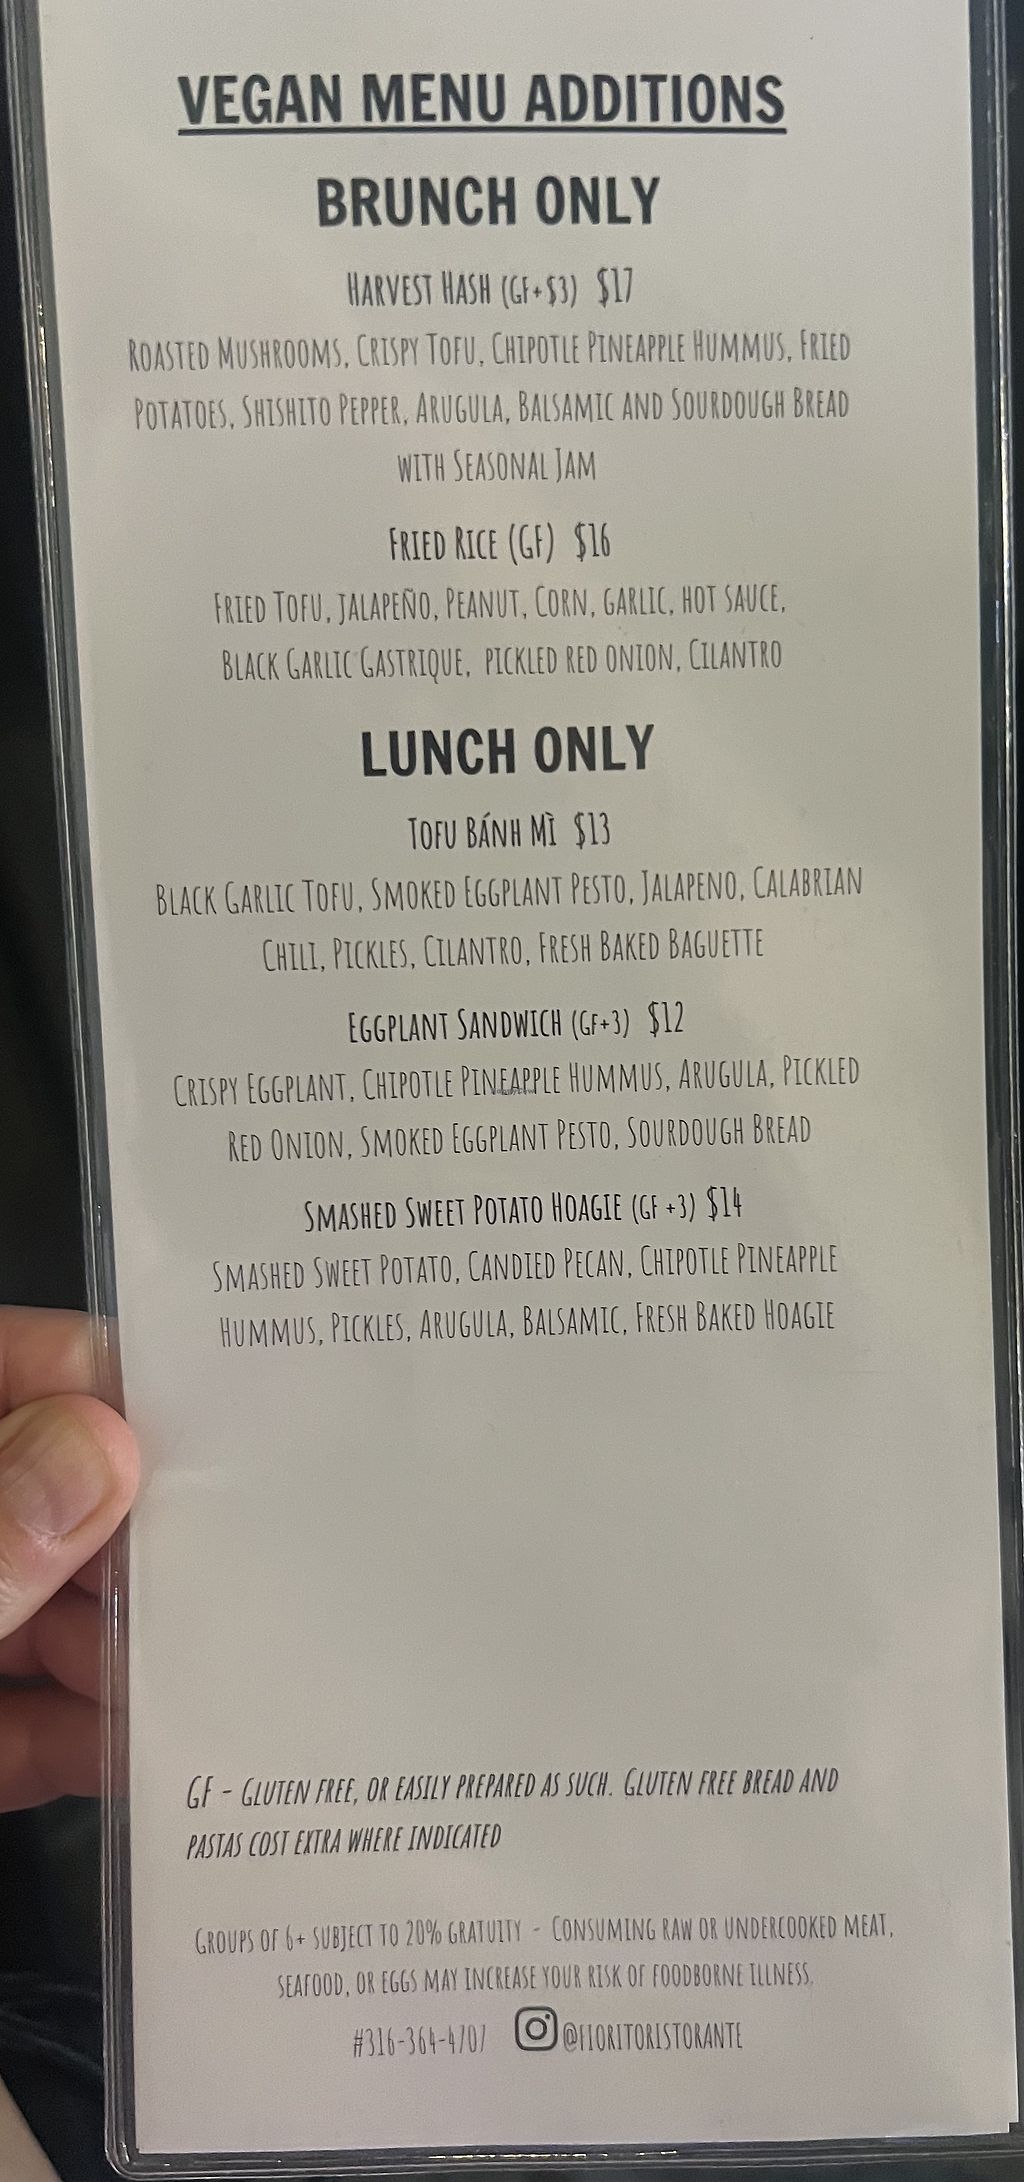 VEGAN MENU ADDITIONS
BRUNCH ONLY
HARVEST HASH (GF+$3) $17
ROASTED MUSHROOMS, CRISPY TOFU, CHIPOTLE PINEAPPLE HUMMUS, FRIED
POTATOES, SHISHITO PEPPER, ARUGULA, BALSAMIC AND SOURDOUGH BREAD
WITH SEASONAL JAM
FRIED RICE (GF) $16
FRIED TOFU, JALAPEÑO, PEANUT, CORN, GARLIC, HOT SAUCE,
BLACK GARLIC GASTRIQUE, PICKLED RED ONION, CILANTRO
LUNCH ONLY
TOFU BÁNH MÌ $13
BLACK GARLIC TOFU, SMOKED EGGPLANT PESTO, JALAPENO, CALABRIAN
CHILI, PICKLES, CILANTRO, FRESH BAKED BAGUETTE
EGGPLANT SANDWICH (GF+3) $12
CRISPY EGGPLANT, CHIPOTLE PINEAPPLE HUMMUS, ARUGULA, PICKLED
RED ONION, SMOKED EGGPLANT PESTO, SOURDOUGH BREAD
SMASHED SWEET POTATO HOAGIE (GF +3) $14
SMASHED SWEET POTATO, CANDIED PECAN, CHIPOTLE PINEAPPLE
HUMMUS, PICKLES, ARUGULA, BALSAMIC, FRESH BAKED HOAGIE
GF - GLUTEN FREE, OR EASILY PREPARED AS SUCH. GLUTEN FREE BREAD AND
PASTAS COST EXTRA WHERE INDICATED
GROUPS OF 6+ SUBJECT TO 20% GRATUITY - CONSUMING RAW OR UNDERCOOKED MEAT,
SEAFOOD, OR EGGS MAY INCREASE YOUR RISK OF FOODBORNE ILLNESS.
#316-364-4707 @FIORITORISTORANTE